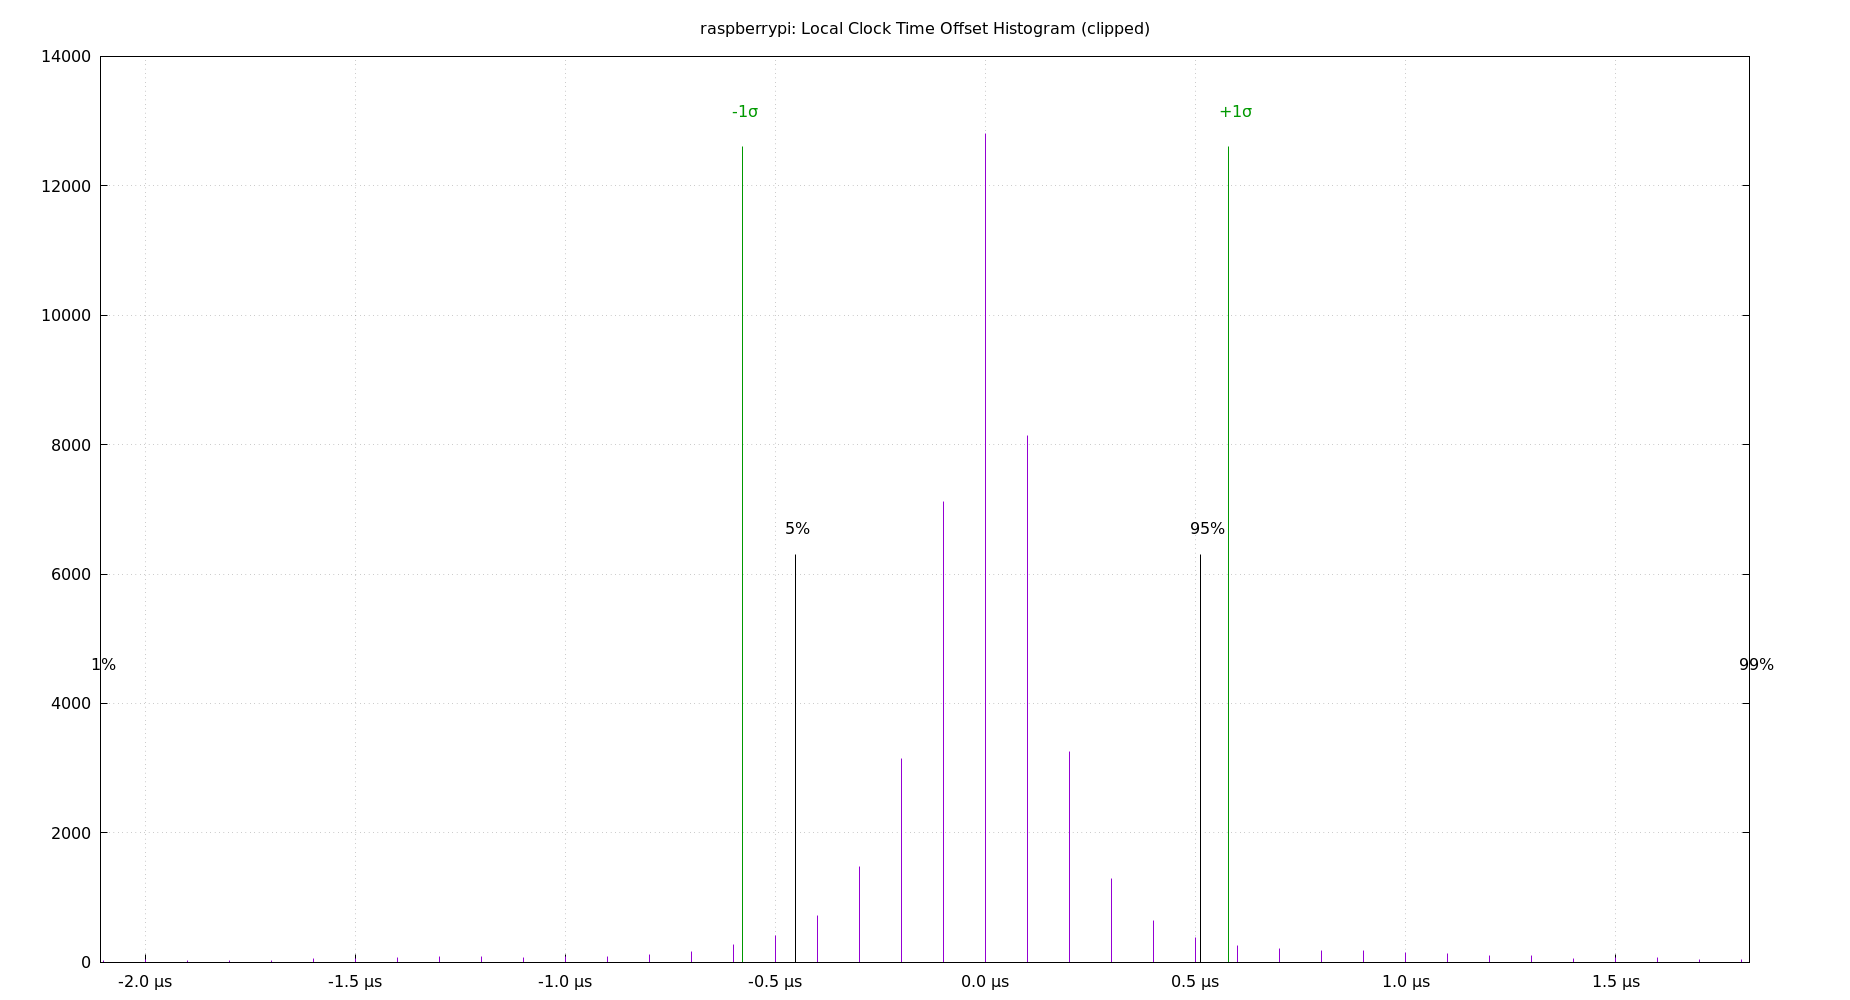 raspberrypi: Local Clock Time Offset Histogram (clipped)
14000
-1σ
+1σ
12000
10000
8000
5%
95%
6000
1%
99%
4000
2000
0
-2.0 µs
-1.5 µs
-1.0 µs
-0.5 µs
0.0 µs
0.5 µs
1.0 µs
1.5 µs